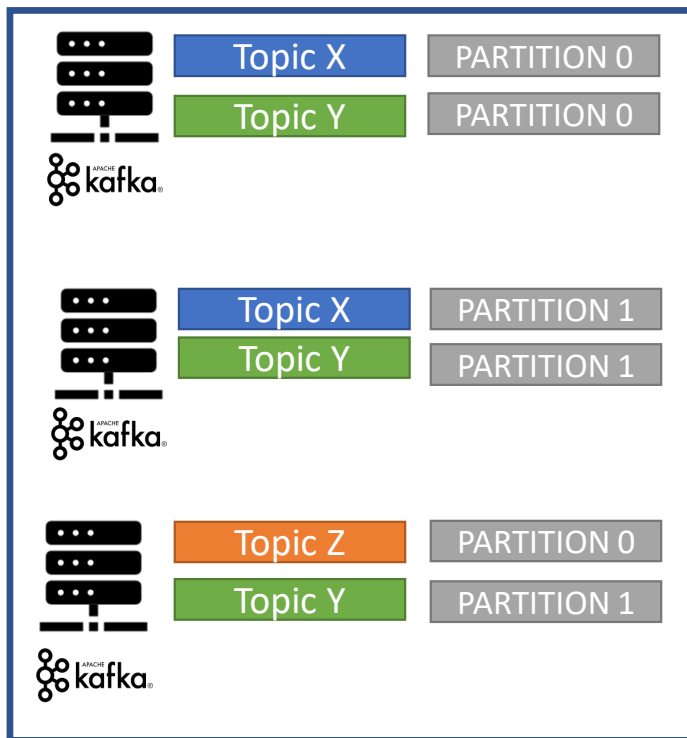 Topic X PARTITION 0
Topic Y PARTITION 0
APACHE
kafka®
Topic X PARTITION 1
Topic Y PARTITION 1
APACHE
kafka®
Topic Z PARTITION 0
Topic Y PARTITION 1
APACHE
kafka®